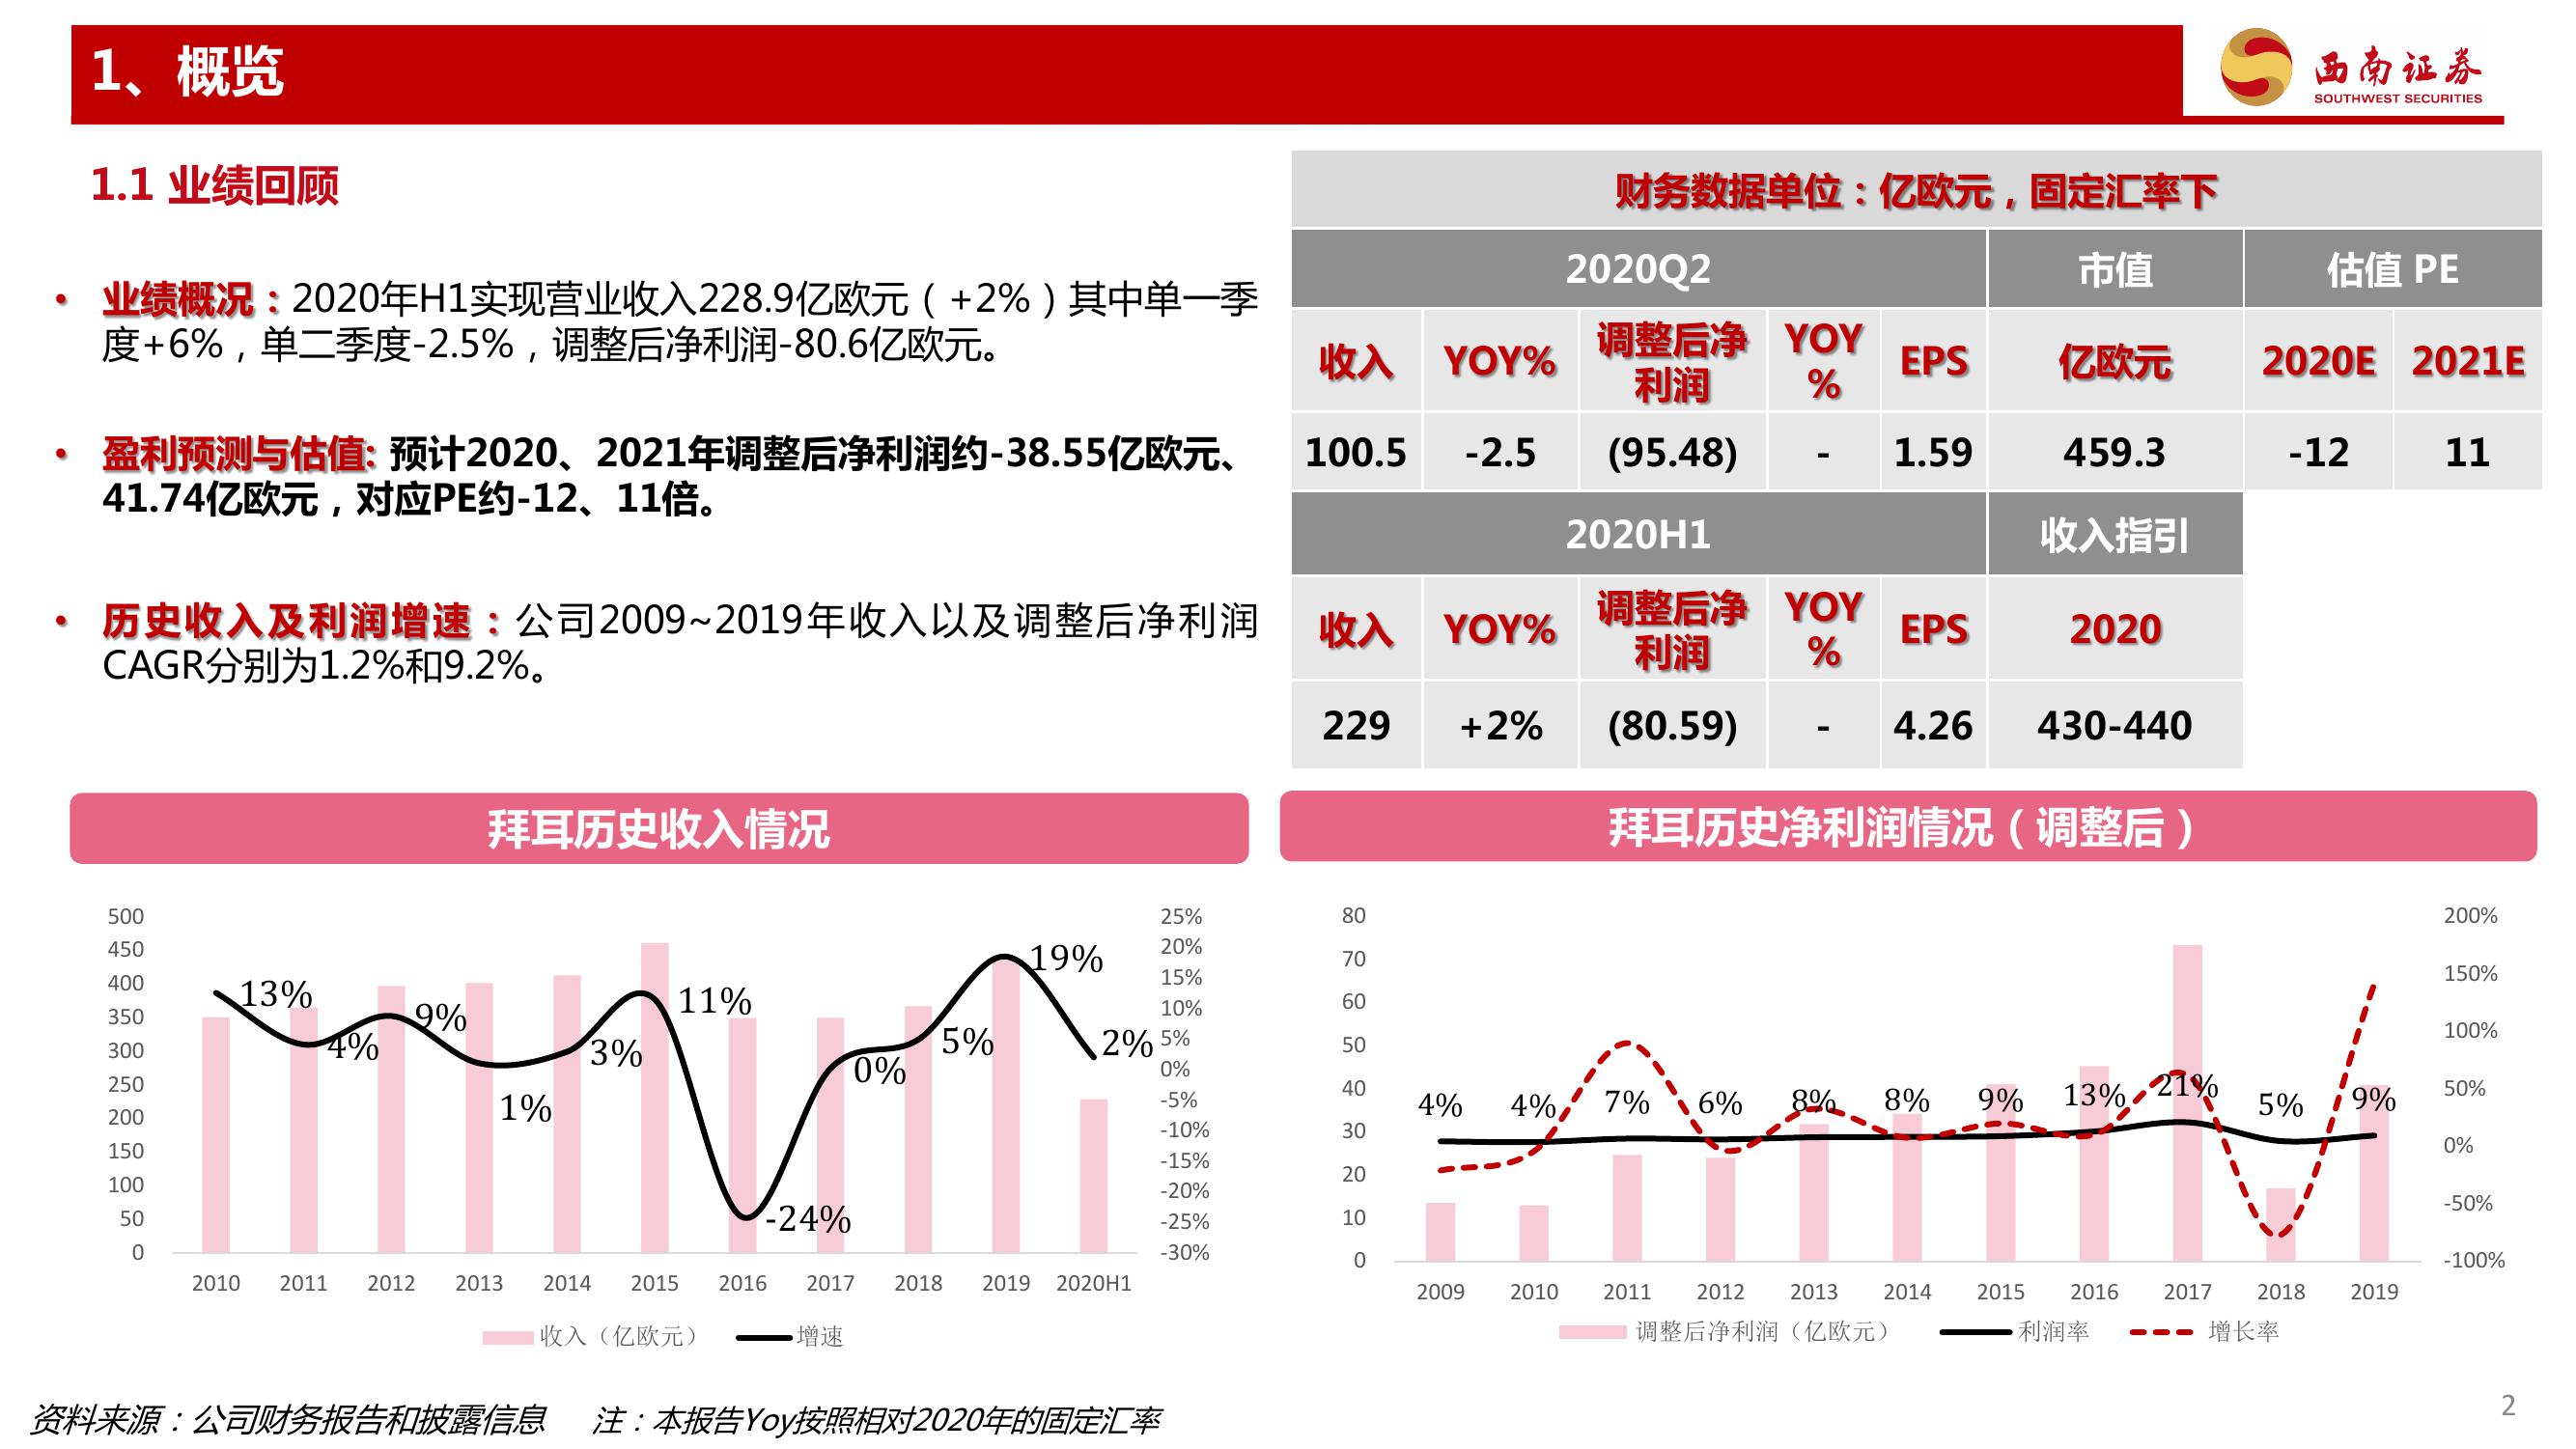 1、概览
西南证券
SOUTHWEST SECURITIES
1.1 业绩回顾
• 业绩概况：2020年H1实现营业收入228.9亿欧元（+2%）其中单一季
度+6%，单二季度-2.5%，调整后净利润-80.6亿欧元。
• 盈利预测与估值: 预计2020、2021年调整后净利润约-38.55亿欧元、
41.74亿欧元，对应PE约-12、11倍。
• 历史收入及利润增速：公司2009~2019年收入以及调整后净利润
CAGR分别为1.2%和9.2%。
财务数据单位：亿欧元，固定汇率下
2020Q2 市值 估值 PE
收入 YOY% 调整后净利润 YOY% EPS 亿欧元 2020E 2021E
100.5 -2.5 (95.48) - 1.59 459.3 -12 11
2020H1 收入指引
收入 YOY% 调整后净利润 YOY% EPS 2020
229 +2% (80.59) - 4.26 430-440
拜耳历史收入情况
500
450
400
350
300
250
200
150
100
50
0
13%
4%
9%
1%
3%
11%
-24%
0%
5%
19%
2%
25%
20%
15%
10%
5%
0%
-5%
-10%
-15%
-20%
-25%
-30%
2010 2011 2012 2013 2014 2015 2016 2017 2018 2019 2020H1
收入（亿欧元） 增速
拜耳历史净利润情况（调整后）
80
70
60
50
40
30
20
10
0
4% 4% 7% 6% 8% 8% 9% 13% 21% 5% 9%
200%
150%
100%
50%
0%
-50%
-100%
2009 2010 2011 2012 2013 2014 2015 2016 2017 2018 2019
调整后净利润（亿欧元） 利润率 增长率
资料来源：公司财务报告和披露信息 注：本报告Yoy按照相对2020年的固定汇率
2